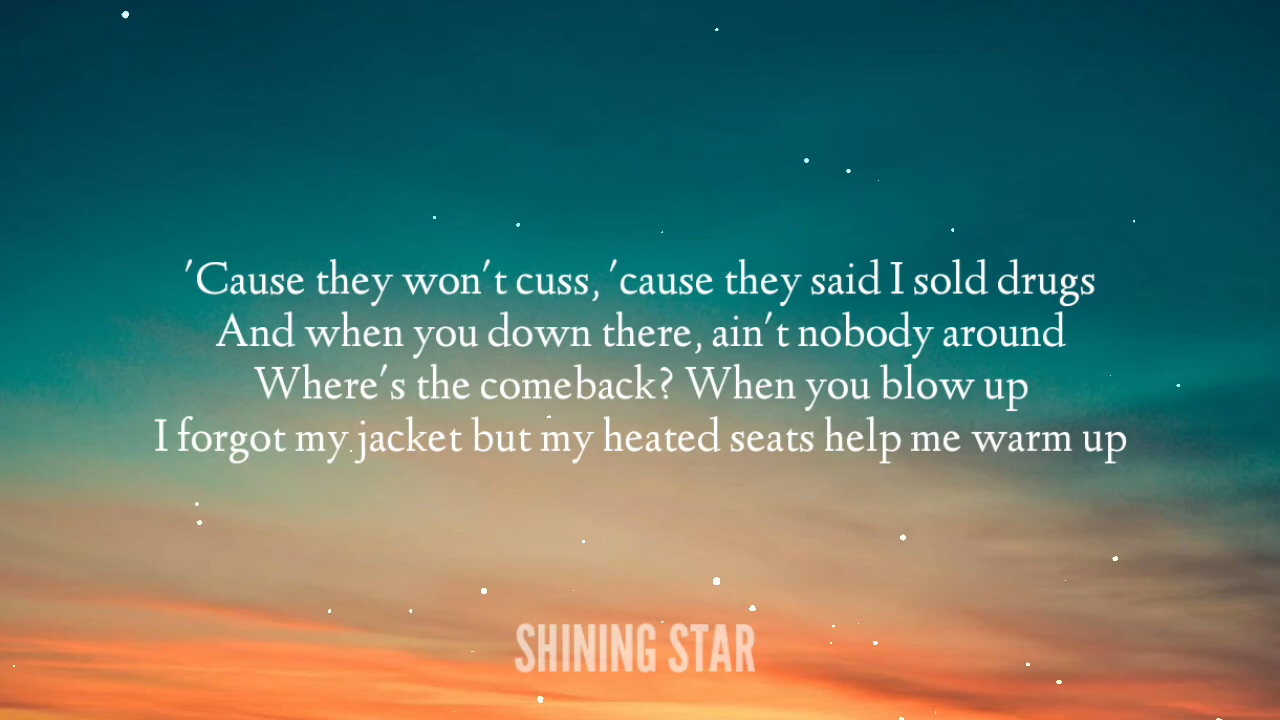 'Cause they won't cuss, 'cause they said I sold drugs
And when you down there, ain't nobody around
Where's the comeback? When you blow up
I forgot my jacket but my heated seats help me warm up
SHINING STAR